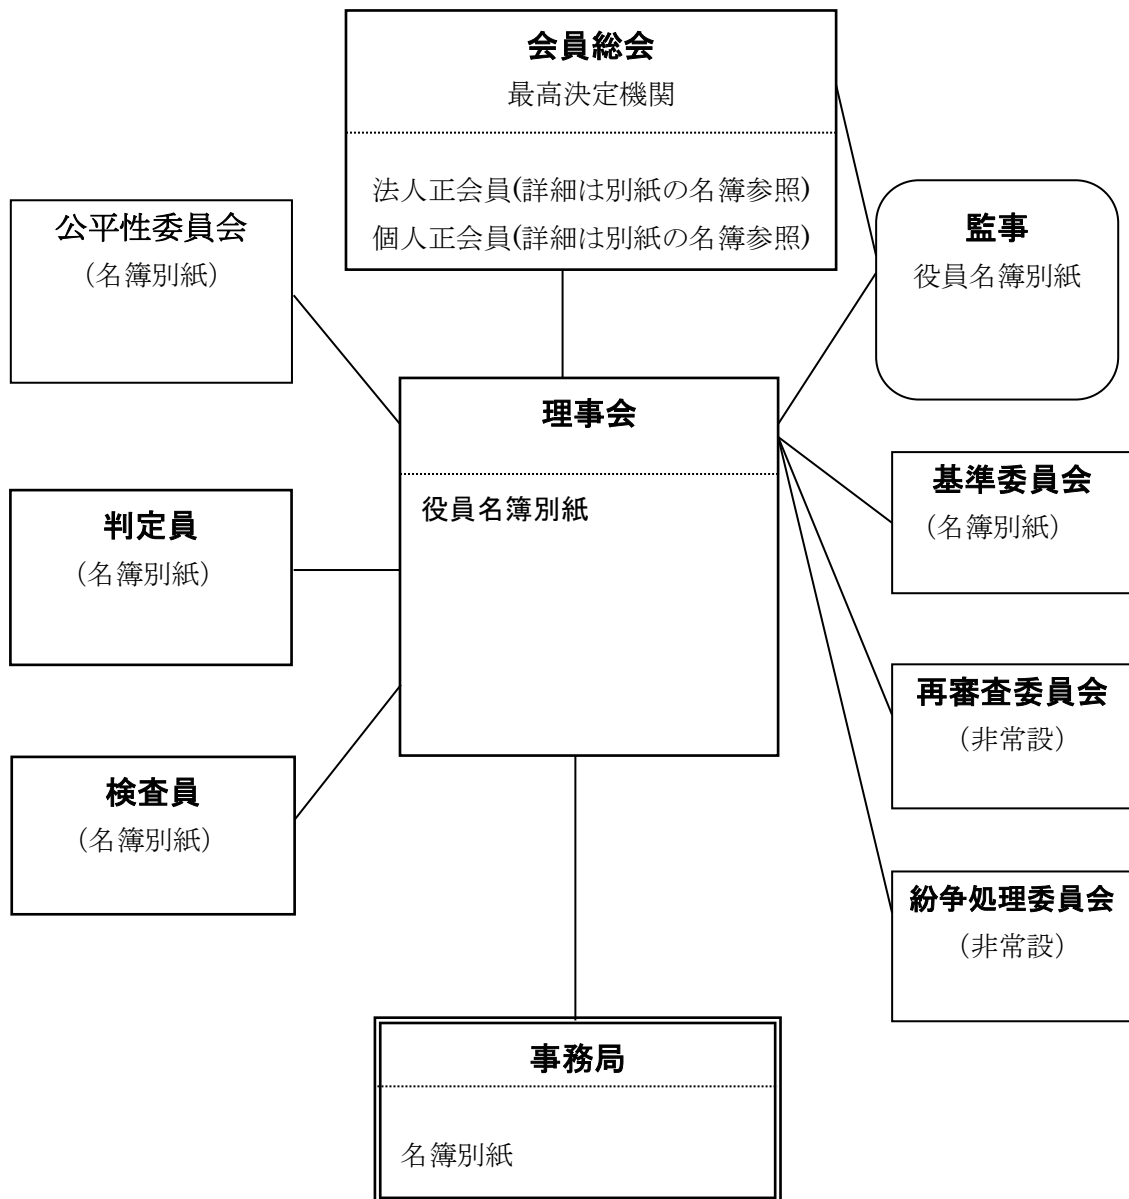 会員総会
最高決定機関
法人正会員(詳細は別紙の名簿参照)
個人正会員(詳細は別紙の名簿参照)
公平性委員会
(名簿別紙)
監事
役員名簿別紙
理事会
役員名簿別紙
基準委員会
(名簿別紙)
判定員
(名簿別紙)
再審査委員会
(非常設)
検査員
(名簿別紙)
紛争処理委員会
(非常設)
事務局
名簿別紙